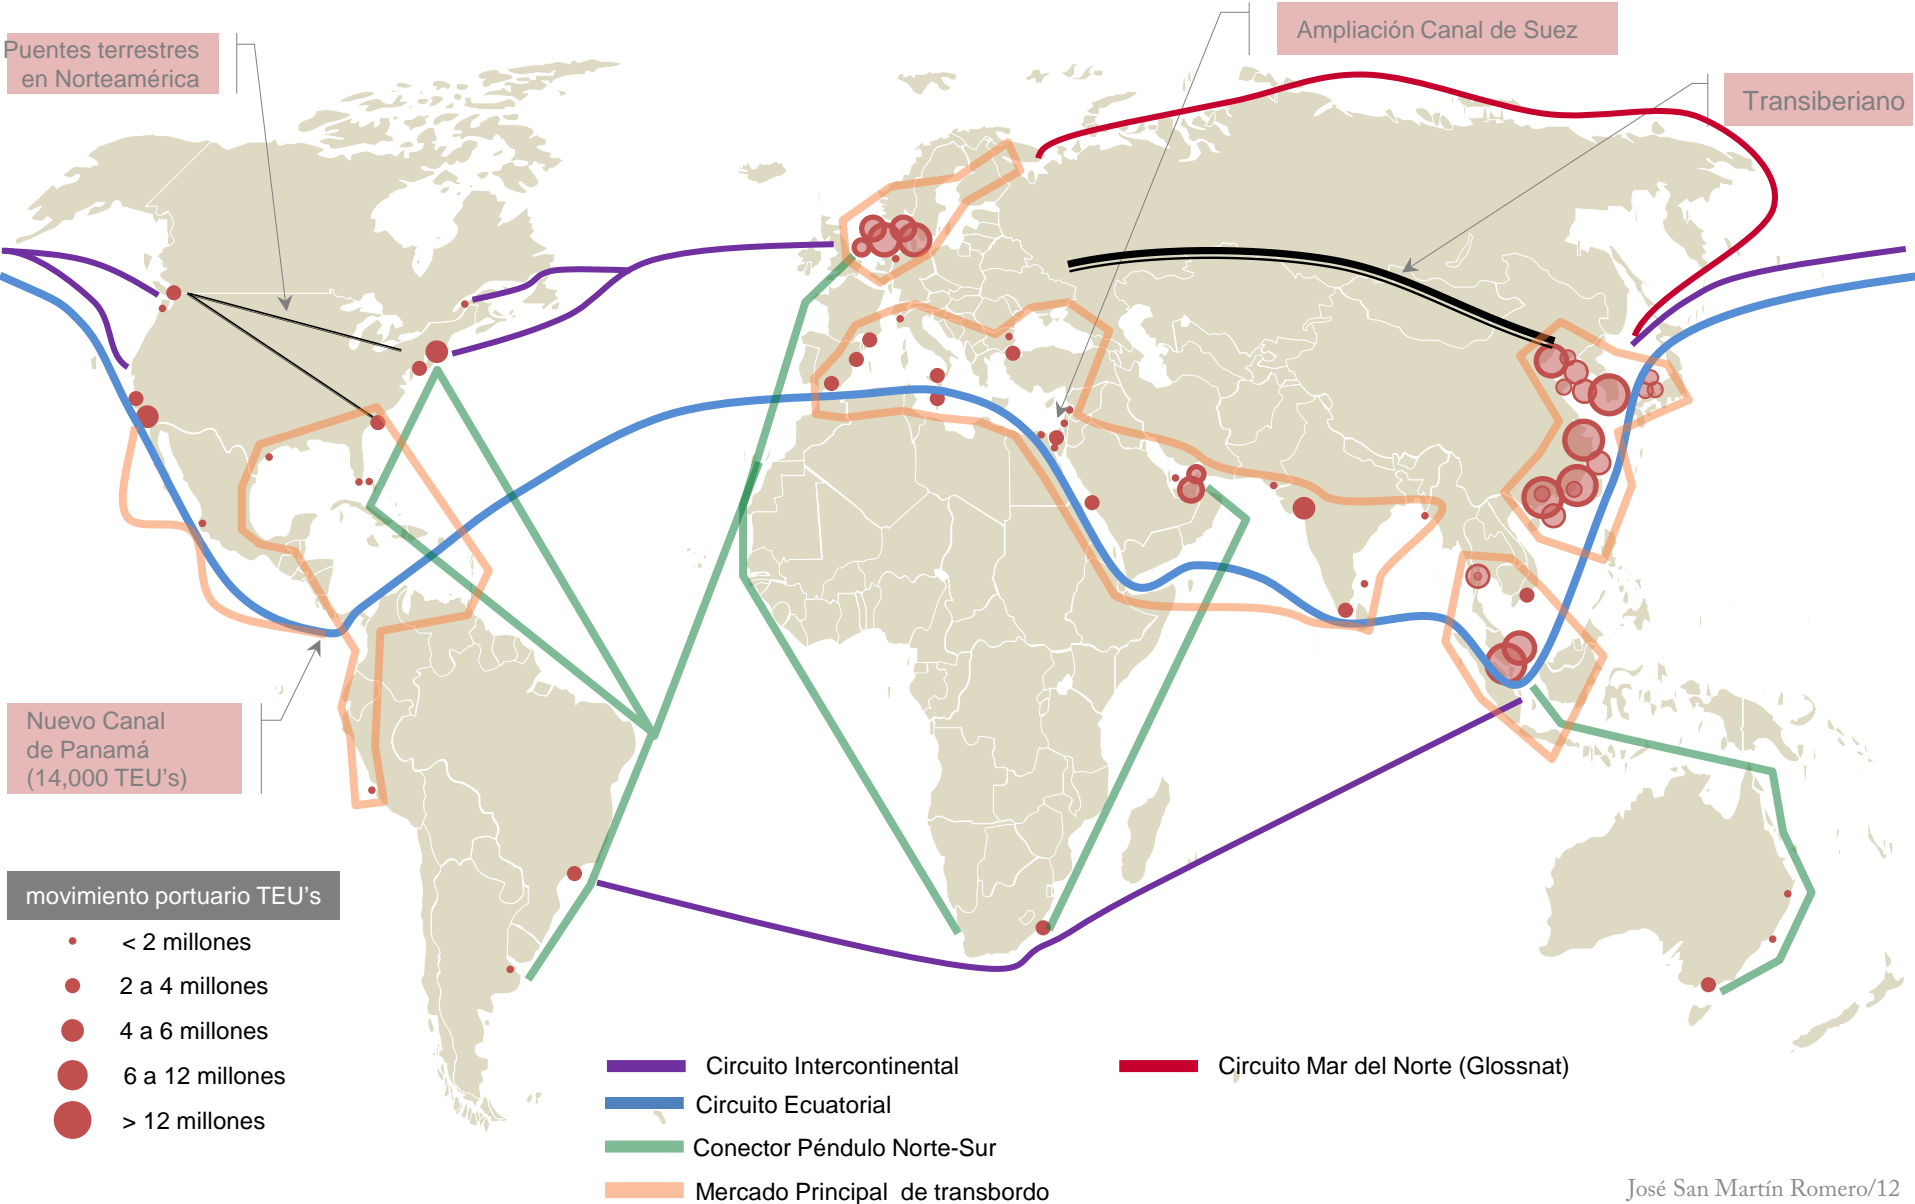 Ampliación Canal de Suez
Puentes terrestres
en Norteamérica
Transiberiano
Nuevo Canal
de Panamá
(14,000 TEU's)
movimiento portuario TEU's
< 2 millones
2 a 4 millones
4 a 6 millones
6 a 12 millones
> 12 millones
Circuito Intercontinental
Circuito Mar del Norte (Glossnat)
Circuito Ecuatorial
Conector Péndulo Norte-Sur
Mercado Principal de transbordo
José San Martín Romero/12